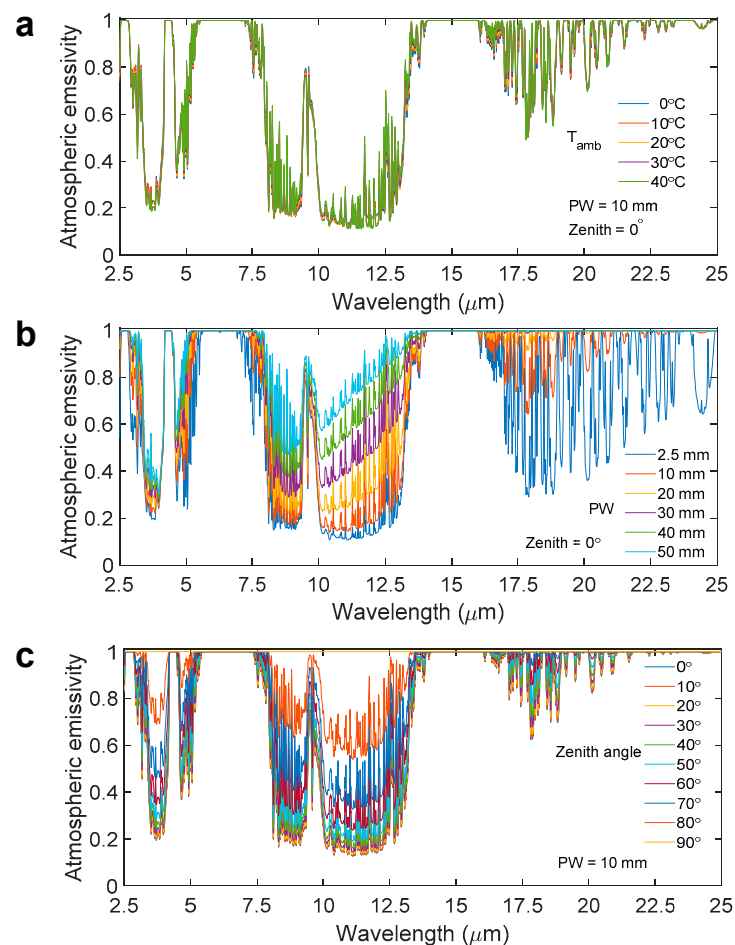 a
Atmospheric emssivity
1
0.8
0.6
0.4
0.2
0
T_amb
0°C
10°C
20°C
30°C
40°C
PW = 10 mm
Zenith = 0°
2.5 5 7.5 10 12.5 15 17.5 20 22.5 25
Wavelength (μm)
b
Atmospheric emssivity
1
0.8
0.6
0.4
0.2
0
PW
2.5 mm
10 mm
20 mm
30 mm
40 mm
50 mm
Zenith = 0°
2.5 5 7.5 10 12.5 15 17.5 20 22.5 25
Wavelength (μm)
c
Atmospheric emissivity
1
0.8
0.6
0.4
0.2
0
Zenith angle
0°
10°
20°
30°
40°
50°
60°
70°
80°
90°
PW = 10 mm
2.5 5 7.5 10 12.5 15 17.5 20 22.5 25
Wavelength (μm)